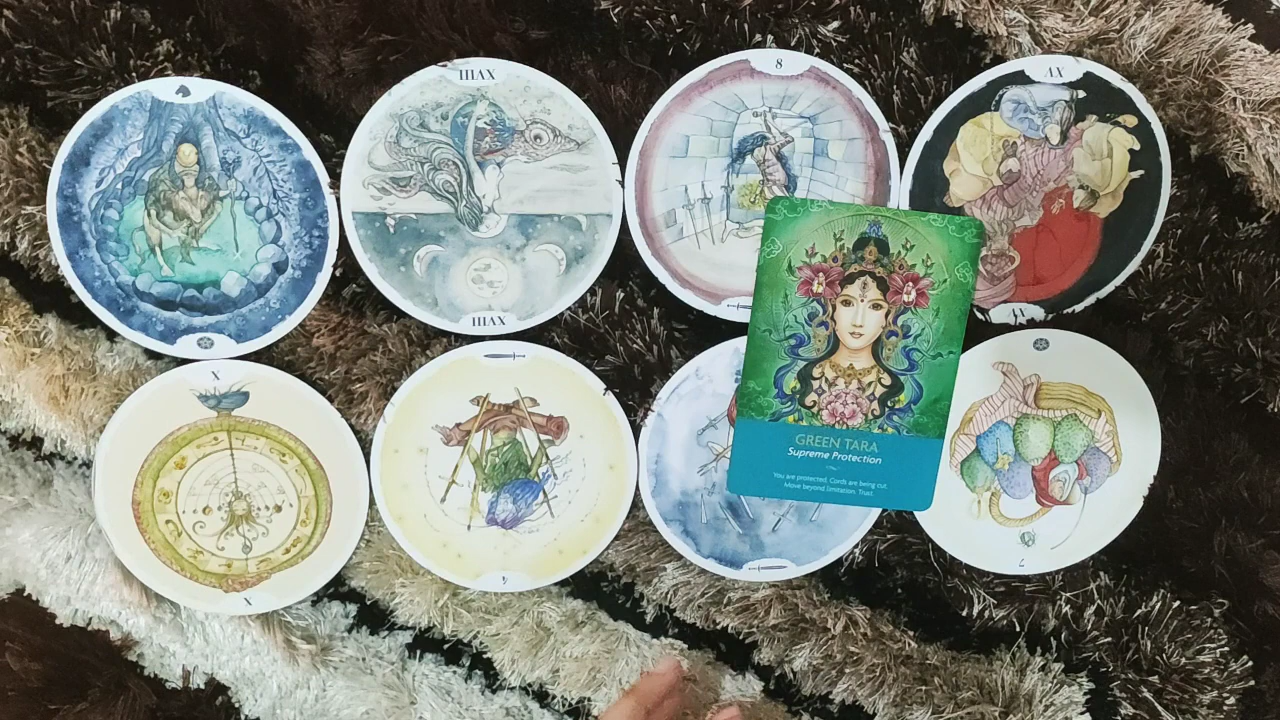 XVIII
8
XV
XVIII
X
GREEN TARA
Supreme Protection
You are protected. Cords are being cut.
Move beyond limitation. Trust.
7
X